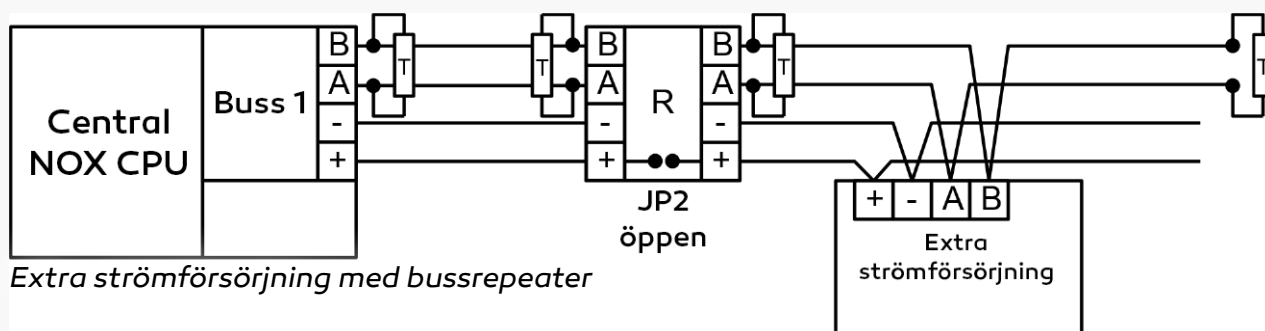 Central
NOX CPU
Buss 1
B
A
-
+
T
T
B
A
-
+
R
B
A
-
+
JP2
öppen
T
T
+ - A B
Extra
strömförsörjning
Extra strömförsörjning med bussrepeater